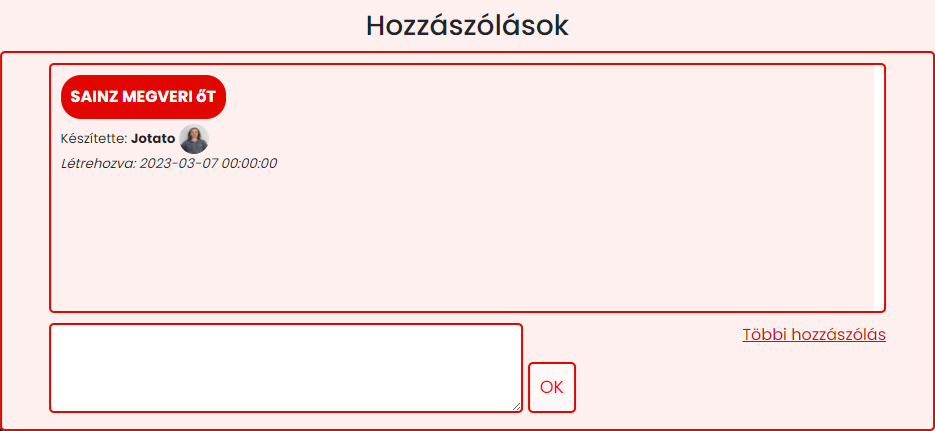 Hozzászólások
SAINZ MEGVERI őT
Készítette: Jotato
Létrehozva: 2023-03-07 00:00:00
Többi hozzászólás
OK